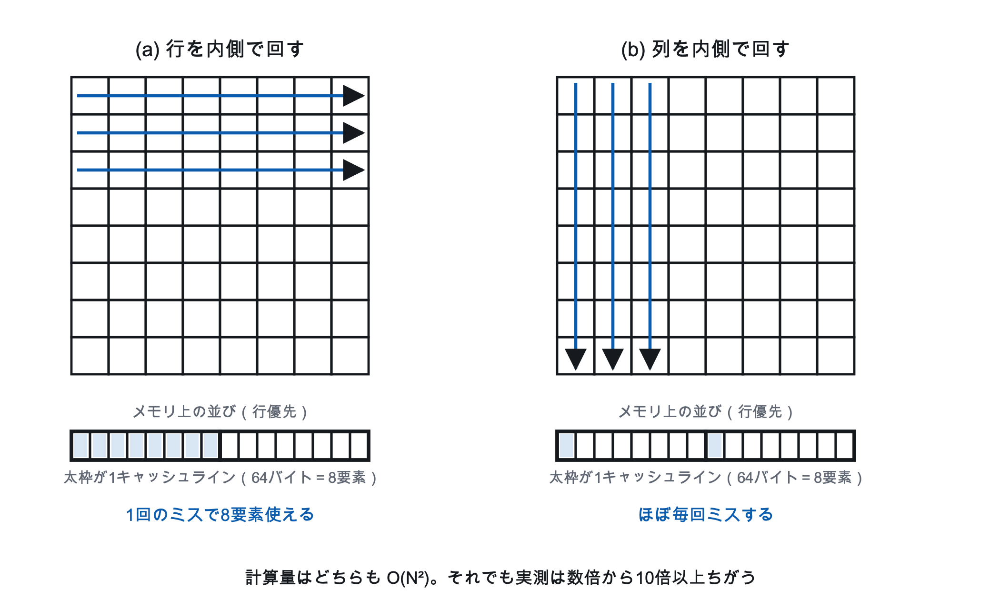 (a) 行を内側で回す
メモリ上の並び ( 行優先 )
太枠が1キャッシュライン ( 64バイト = 8要素 )
1回のミスで8要素使える
(b) 列を内側で回す
メモリ上の並び ( 行優先 )
太枠が1キャッシュライン ( 64バイト = 8要素 )
ほぼ毎回ミスする
計算量はどちらも O(N²)。それでも実測は数倍から10倍以上ちがう